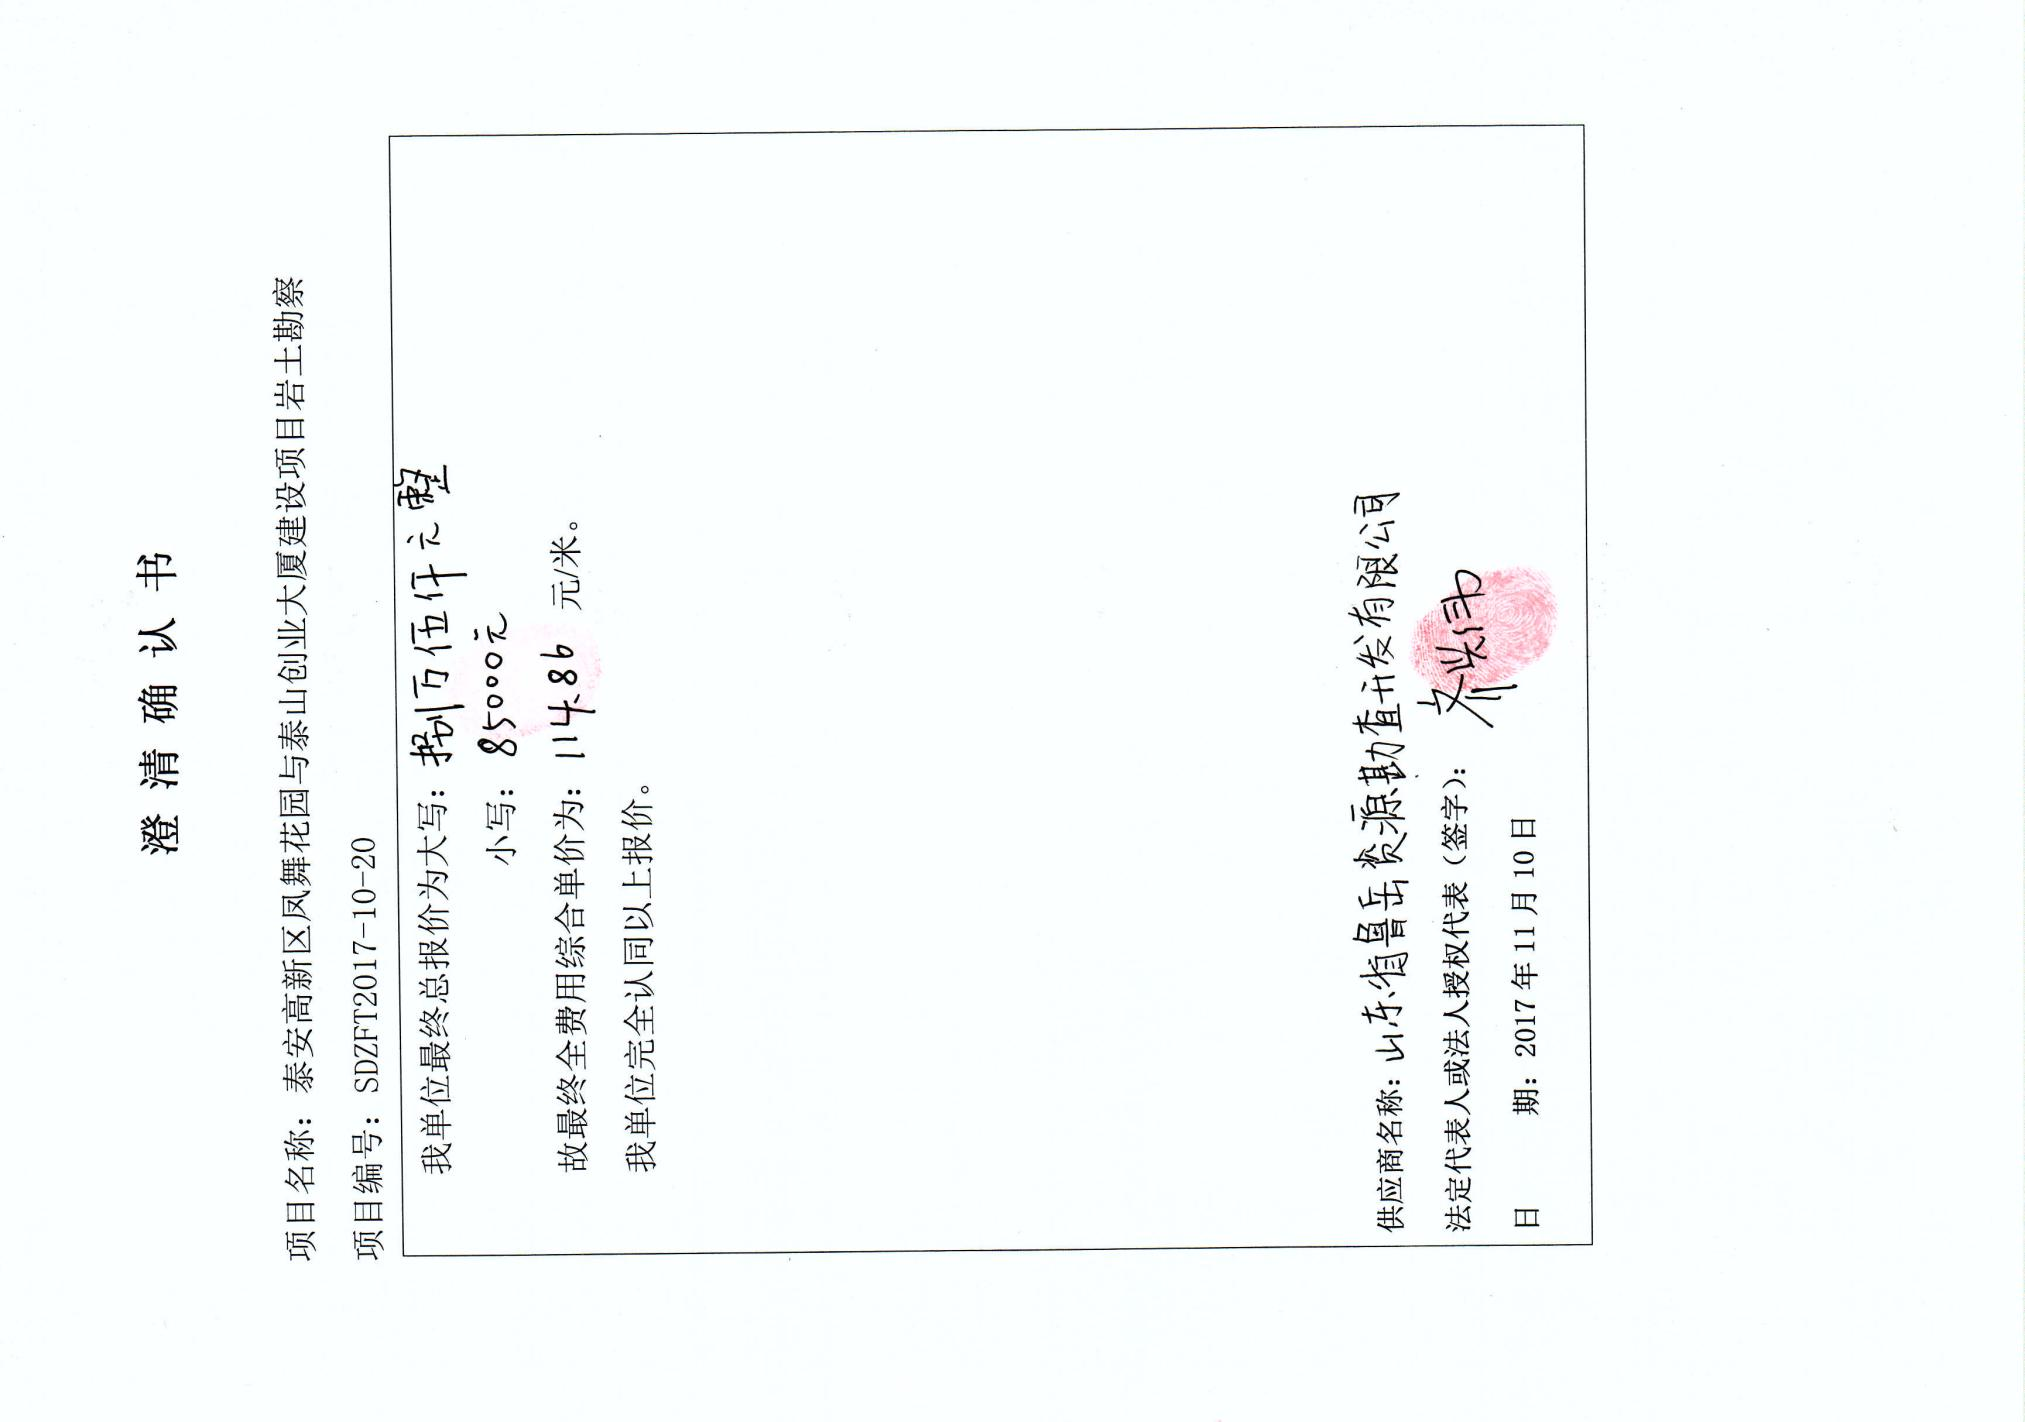 澄清确认书
项目名称：泰安高新区凤舞花园与泰山创业大厦建设项目岩土勘察
项目编号：SDZFT2017-10-20
我单位最终总报价为大写：捌万伍仟元整
小写：85000元
故最终全费用综合单价为：114.86 元/米。
我单位完全认同以上报价。
供应商名称：山东省鲁岳资源勘查开发有限公司
法定代表人或法人授权代表（签字）：
日 期：2017年11月10日